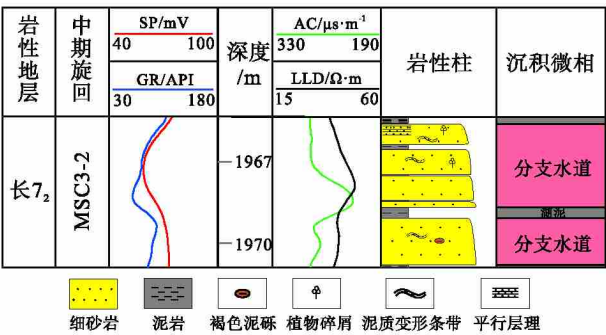 岩性地层
中期旋回
SP/mV
40 100
GR/API
30 180
深度/m
AC/μs·m⁻¹
330 190
LLD/Ω·m
15 60
岩性柱
沉积微相
长7₂
MSC3-2
1967
1970
分支水道
湖泥
分支水道
细砂岩 泥岩 褐色泥砾 植物碎屑 泥质变形条带 平行层理